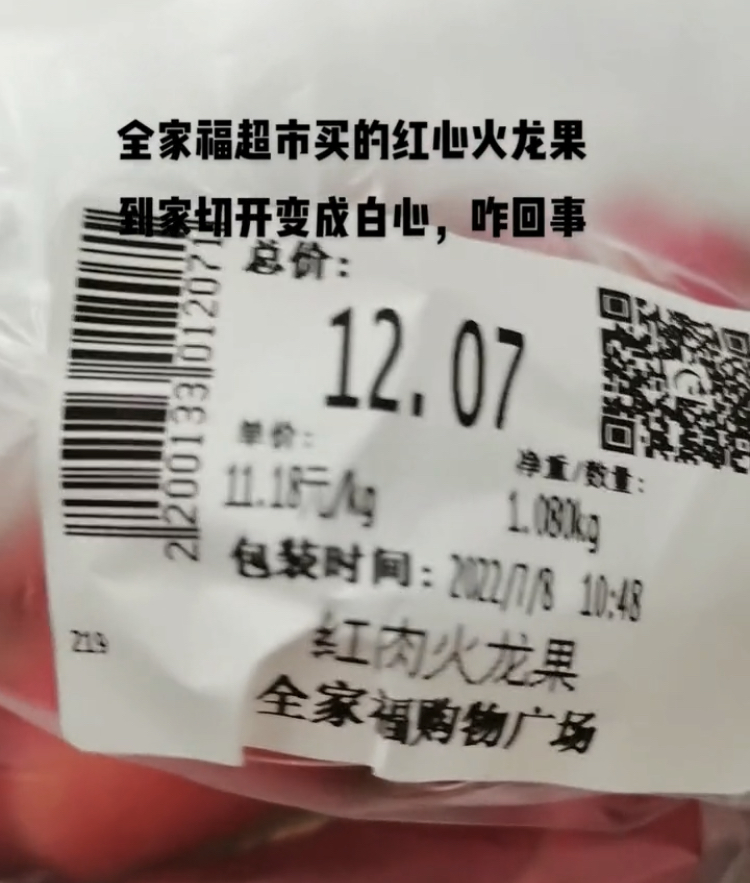 全家福超市买的红心火龙果
到家切开变成白心，咋回事
总价：
12.07
单价：
净重/数量：
11.18元/kg
1.080kg
包装时间：2022/7/8 10:48
红肉火龙果
全家福购物广场
219
2200133012071